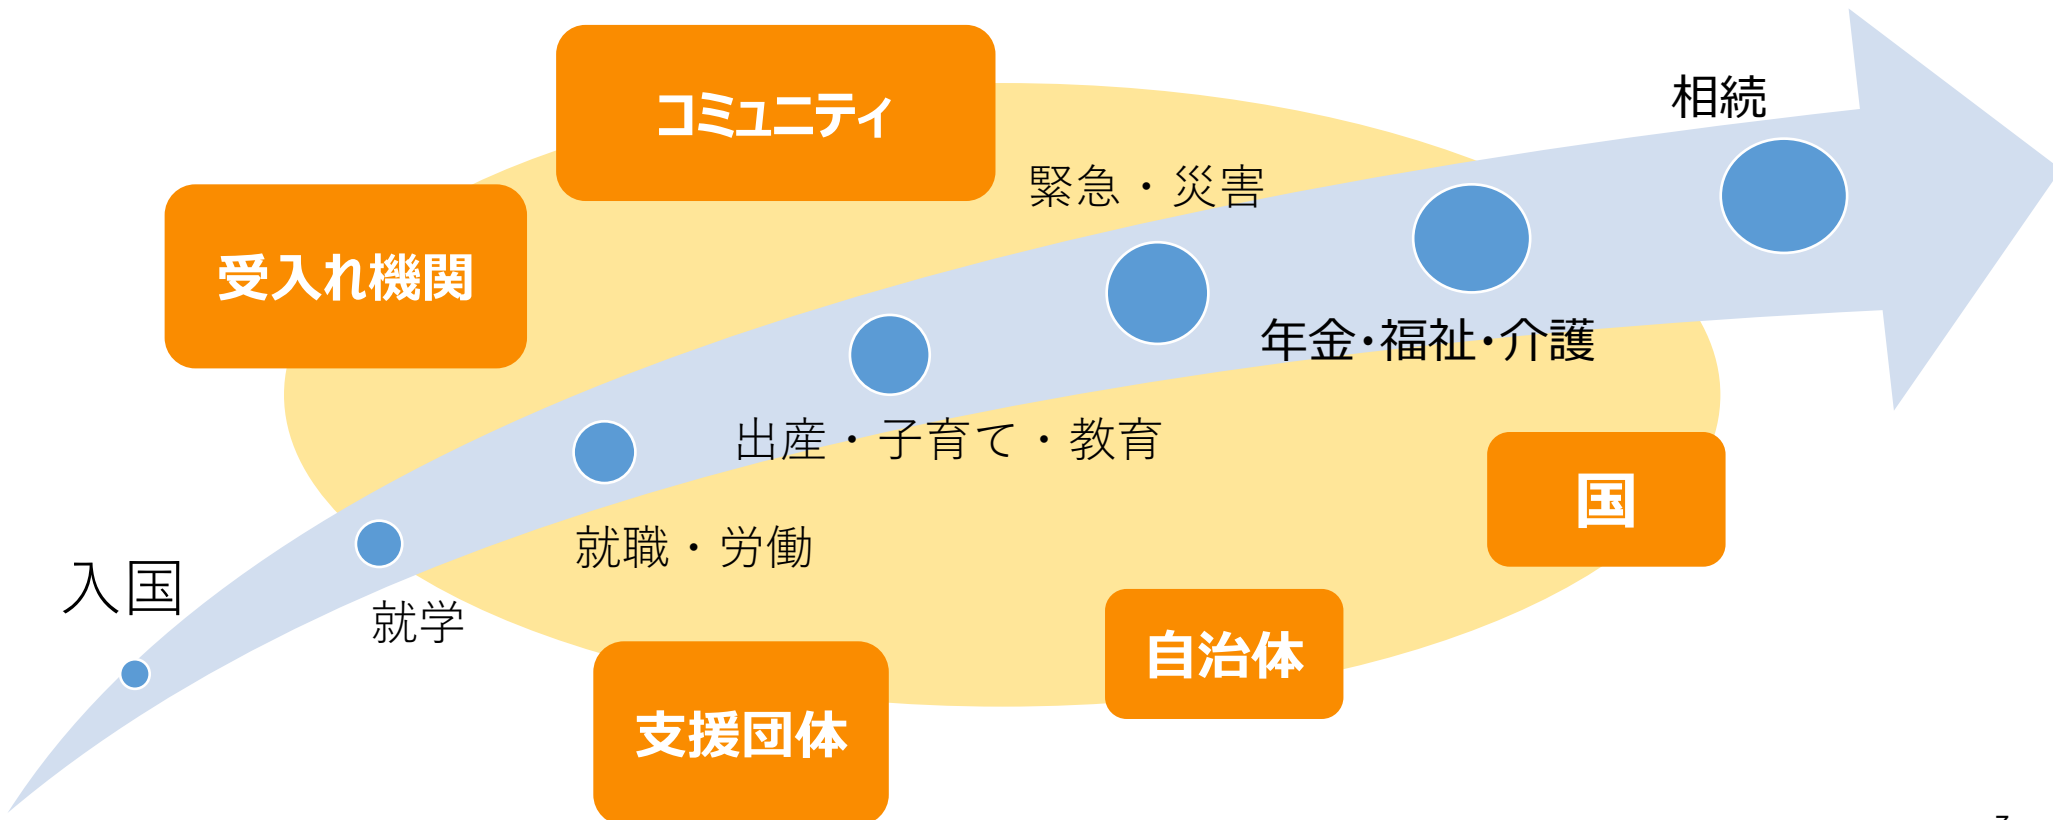 コミュニティ
相続
緊急・災害
受入れ機関
年金・福祉・介護
出産・子育て・教育
国
就職・労働
入国
就学
自治体
支援団体